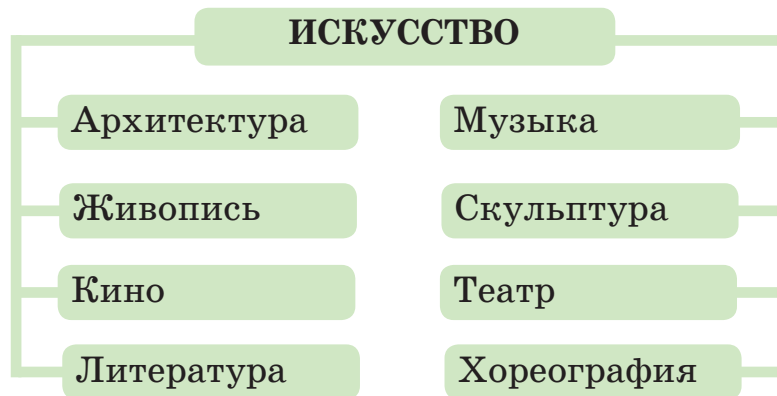 ИСКУССТВО
Архитектура
Живопись
Кино
Литература
Музыка
Скульптура
Театр
Хореография